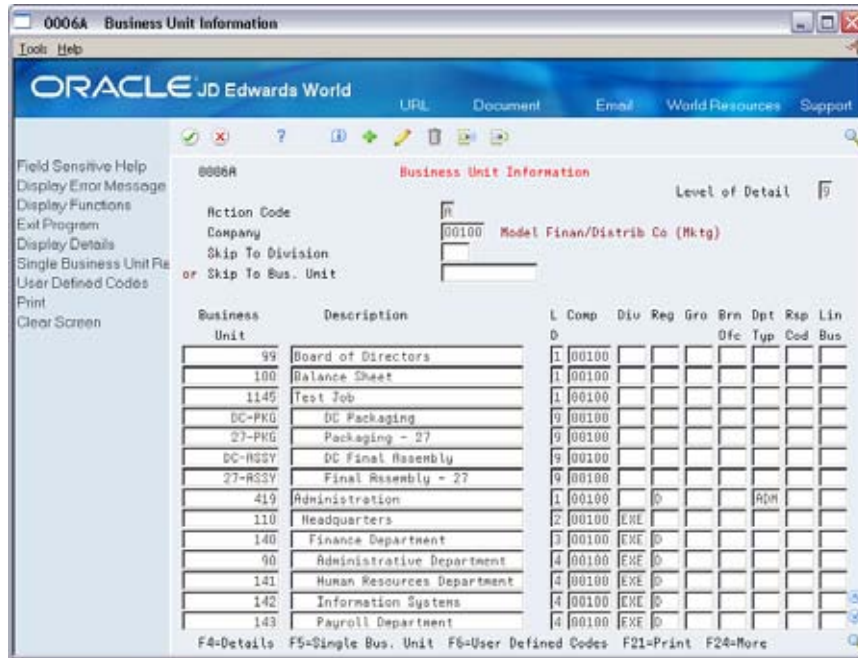 0006A Business Unit Information
Tools Help
ORACLE JD Edwards World
URL Document Email World Resources Support
Field Sensitive Help
Display Error Message
Display Functions
Exit Program
Display Details
Single Business Unit Re
User Defined Codes
Print
Clear Screen
0006A Business Unit Information
Level of Detail 9
Action Code A
Company 00100 Model Finan/Distrib Co (Mktg)
Skip To Division
or Skip To Bus. Unit
Business Description L Comp Div Reg Gro Brn Dpt Rsp Lin
Unit D Ofc Typ Cod Bus
99 Board of Directors 1 00100
100 Balance Sheet 1 00100
1145 Test Job 1 00100
DC-PKG DC Packaging 9 00100
27-PKG Packaging - 27 9 00100
DC-ASSY DC Final Assembly 9 00100
27-ASSY Final Assembly - 27 9 00100
419 Administration 1 00100 D ADM
110 Headquarters 2 00100 EXE
140 Finance Department 3 00100 EXE D
90 Administrative Department 4 00100 EXE D
141 Human Resources Department 4 00100 EXE D
142 Information Systems 4 00100 EXE D
143 Payroll Department 4 00100 EXE D
F4=Details F5=Single Bus. Unit F6=User Defined Codes F21=Print F24=More